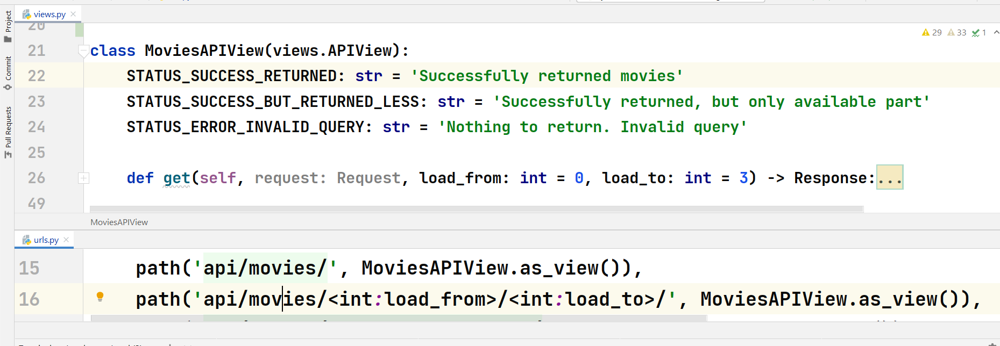 Project
Commit
Pull Requests
views.py
29 33 1
20
21 class MoviesAPIView(views.APIView):
22 STATUS_SUCCESS_RETURNED: str = 'Successfully returned movies'
23 STATUS_SUCCESS_BUT_RETURNED_LESS: str = 'Successfully returned, but only available part'
24 STATUS_ERROR_INVALID_QUERY: str = 'Nothing to return. Invalid query'
25
26 def get(self, request: Request, load_from: int = 0, load_to: int = 3) -> Response:...
49
MoviesAPIView
urls.py
15 path('api/movies/', MoviesAPIView.as_view()),
16 path('api/movies/<int:load_from>/<int:load_to>/', MoviesAPIView.as_view()),